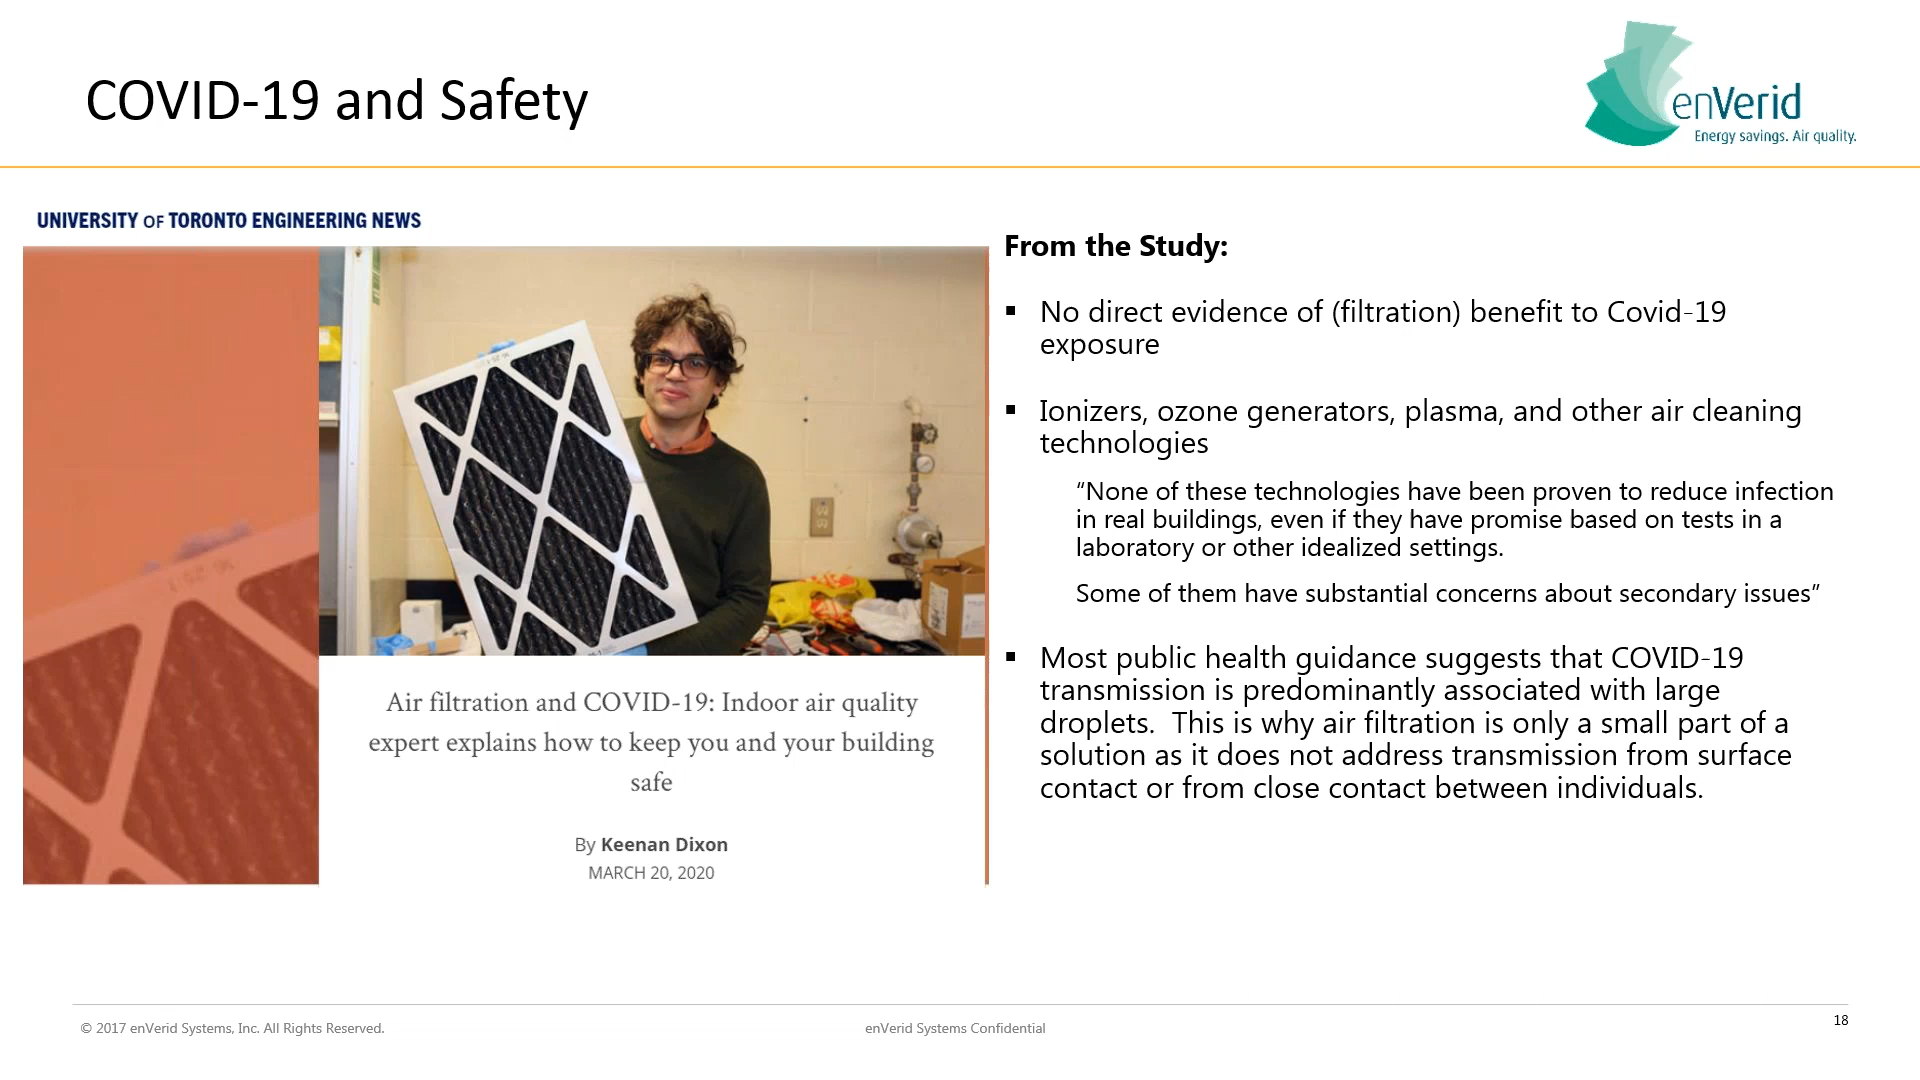 COVID-19 and Safety
enVerid
Energy savings. Air quality.
UNIVERSITY OF TORONTO ENGINEERING NEWS
Air filtration and COVID-19: Indoor air quality
expert explains how to keep you and your building
safe
By Keenan Dixon
MARCH 20, 2020
From the Study:
▪ No direct evidence of (filtration) benefit to Covid-19
exposure
▪ Ionizers, ozone generators, plasma, and other air cleaning
technologies
“None of these technologies have been proven to reduce infection
in real buildings, even if they have promise based on tests in a
laboratory or other idealized settings.
Some of them have substantial concerns about secondary issues”
▪ Most public health guidance suggests that COVID-19
transmission is predominantly associated with large
droplets.  This is why air filtration is only a small part of a
solution as it does not address transmission from surface
contact or from close contact between individuals.
© 2017 enVerid Systems, Inc. All Rights Reserved.
enVerid Systems Confidential
18